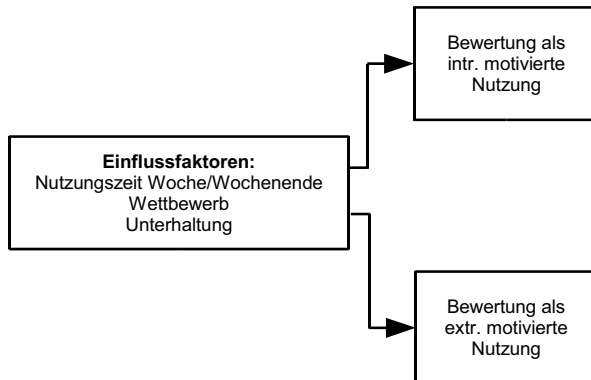 Bewertung als
intr. motivierte
Nutzung
Einflussfaktoren:
Nutzungszeit Woche/Wochenende
Wettbewerb
Unterhaltung
Bewertung als
extr. motivierte
Nutzung